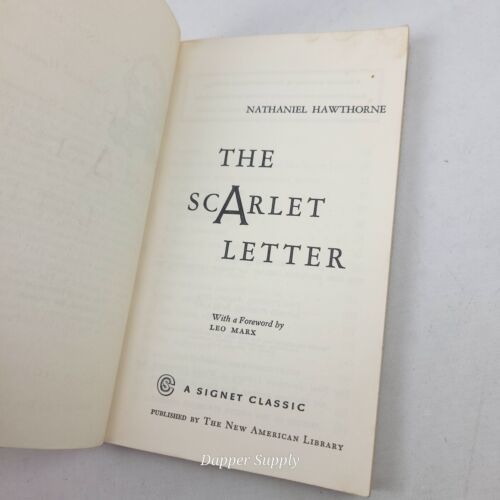 NATHANIEL HAWTHORNE
THE
SCARLET
LETTER
With a Foreword by
LEO MARX
SC A SIGNET CLASSIC
PUBLISHED BY THE NEW AMERICAN LIBRARY
Dapper Supply